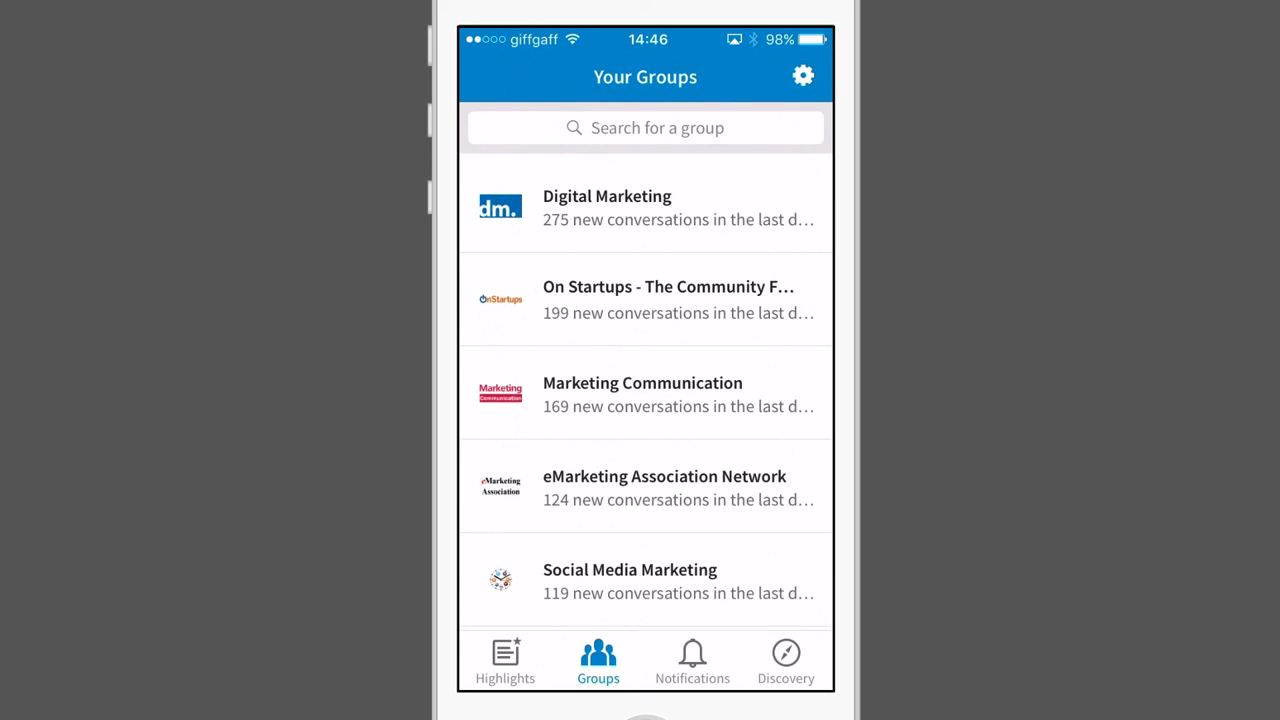 giffgaff 14:46 98%
Your Groups
Search for a group
dm.
Digital Marketing
275 new conversations in the last d…
OnStartups
On Startups - The Community F…
199 new conversations in the last d…
Marketing
Communication
Marketing Communication
169 new conversations in the last d…
eMarketing
Association
eMarketing Association Network
124 new conversations in the last d…
Social Media Marketing
119 new conversations in the last d…
Highlights Groups Notifications Discovery